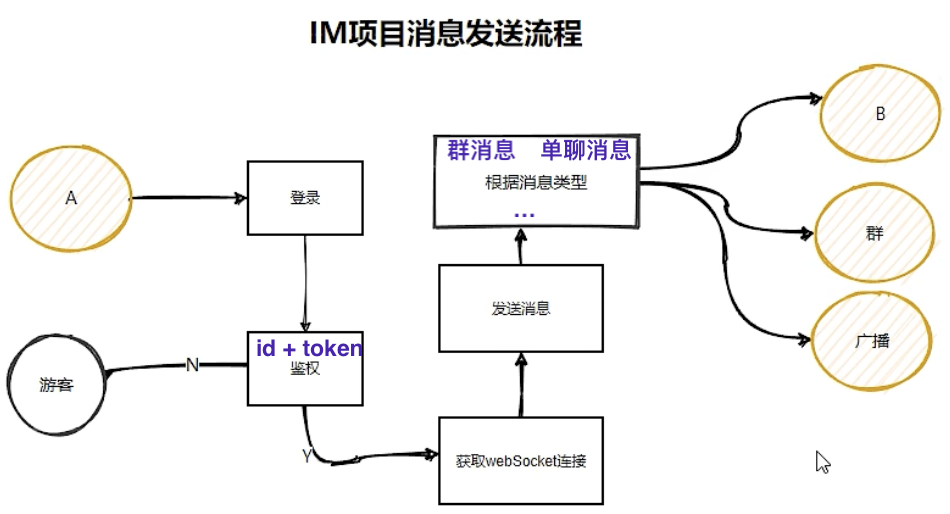 IM项目消息发送流程
A
登录
id + token
鉴权
N
游客
Y
获取webSocket连接
发送消息
群消息 单聊消息
根据消息类型
...
B
群
广播